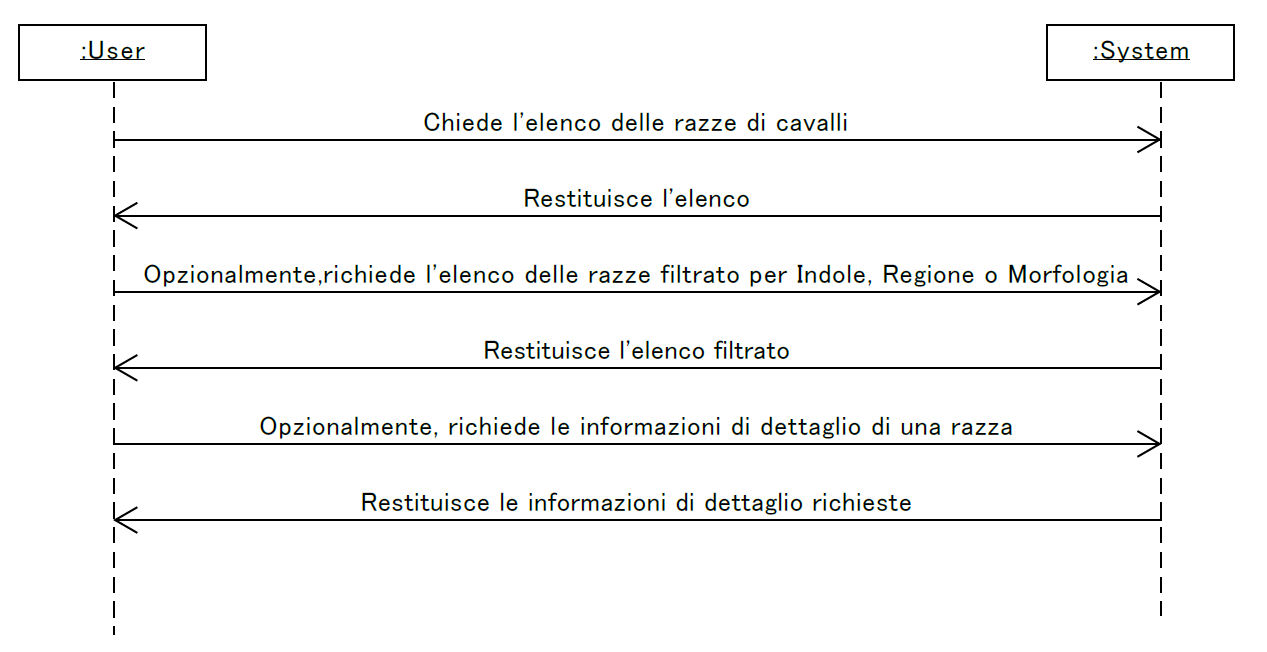 :User
:System
Chiede l'elenco delle razze di cavalli
Restituisce l'elenco
Opzionalmente,richiede l'elenco delle razze filtrato per Indole, Regione o Morfologia
Restituisce l'elenco filtrato
Opzionalmente, richiede le informazioni di dettaglio di una razza
Restituisce le informazioni di dettaglio richieste